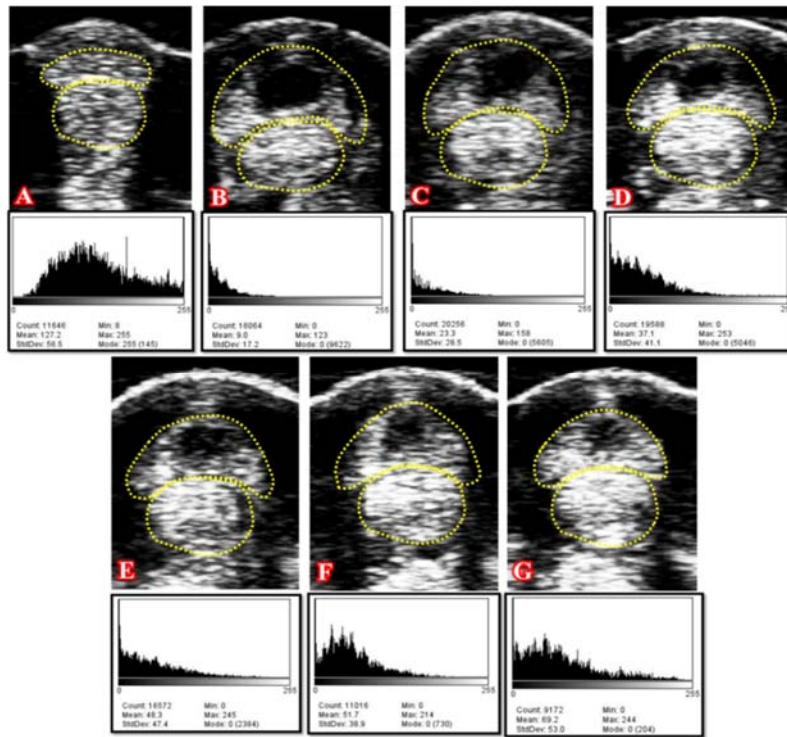 A
B
C
D
0 255
Count: 11646 Min: 8
Mean: 127.2 Max: 255
StdDev: 56.5 Mode: 255 (145)
0 255
Count: 16064 Min: 0
Mean: 9.0 Max: 123
StdDev: 17.2 Mode: 0 (9622)
0 255
Count: 20256 Min: 0
Mean: 23.3 Max: 158
StdDev: 28.5 Mode: 0 (5605)
0 255
Count: 19588 Min: 0
Mean: 37.1 Max: 253
StdDev: 41.1 Mode: 0 (5046)
E
F
G
0 255
Count: 16572 Min: 0
Mean: 48.3 Max: 245
StdDev: 47.4 Mode: 0 (2384)
0 255
Count: 11016 Min: 0
Mean: 51.7 Max: 214
StdDev: 38.9 Mode: 0 (730)
0 255
Count: 9172 Min: 0
Mean: 69.2 Max: 244
StdDev: 53.0 Mode: 0 (204)